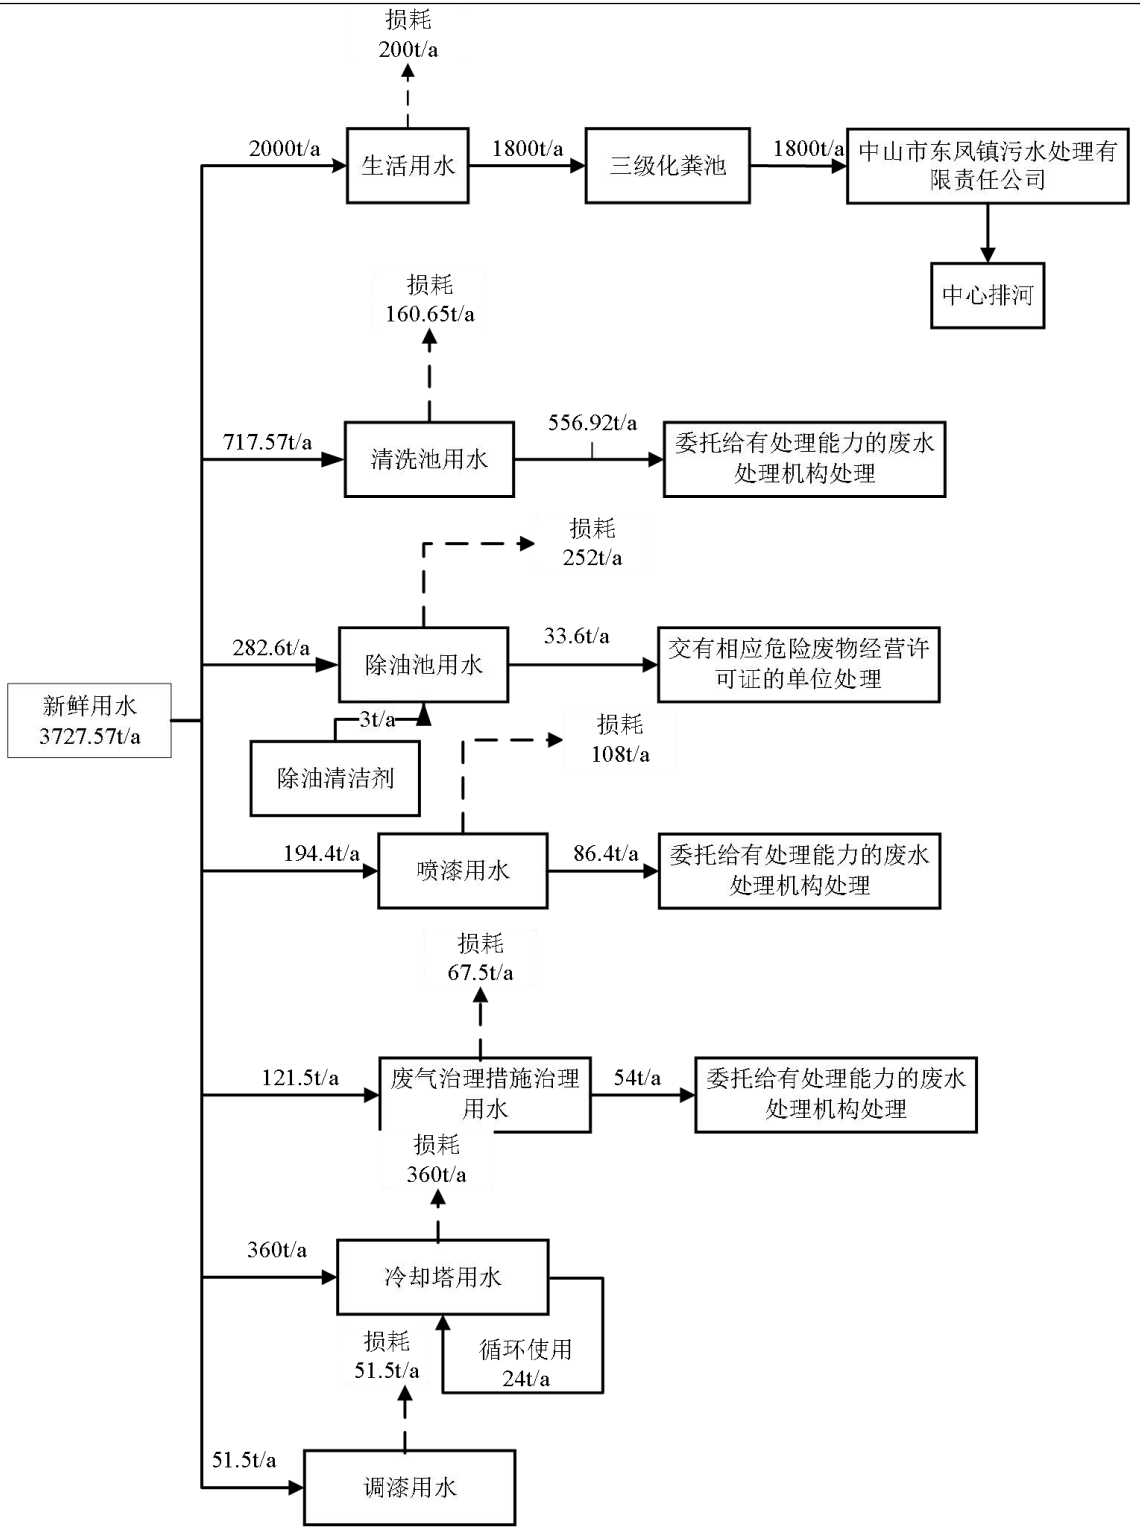 损耗
200t/a
2000t/a
生活用水
1800t/a
三级化粪池
1800t/a
中山市东凤镇污水处理有
限责任公司
中心排河
损耗
160.65t/a
717.57t/a
清洗池用水
556.92t/a
委托给有处理能力的废水
处理机构处理
损耗
252t/a
282.6t/a
除油池用水
33.6t/a
交有相应危险废物经营许
可证的单位处理
新鲜用水
3727.57t/a
3t/a
除油清洁剂
损耗
108t/a
194.4t/a
喷漆用水
86.4t/a
委托给有处理能力的废水
处理机构处理
损耗
67.5t/a
121.5t/a
废气治理措施治理
用水
54t/a
委托给有处理能力的废水
处理机构处理
损耗
360t/a
360t/a
冷却塔用水
循环使用
24t/a
损耗
51.5t/a
51.5t/a
调漆用水